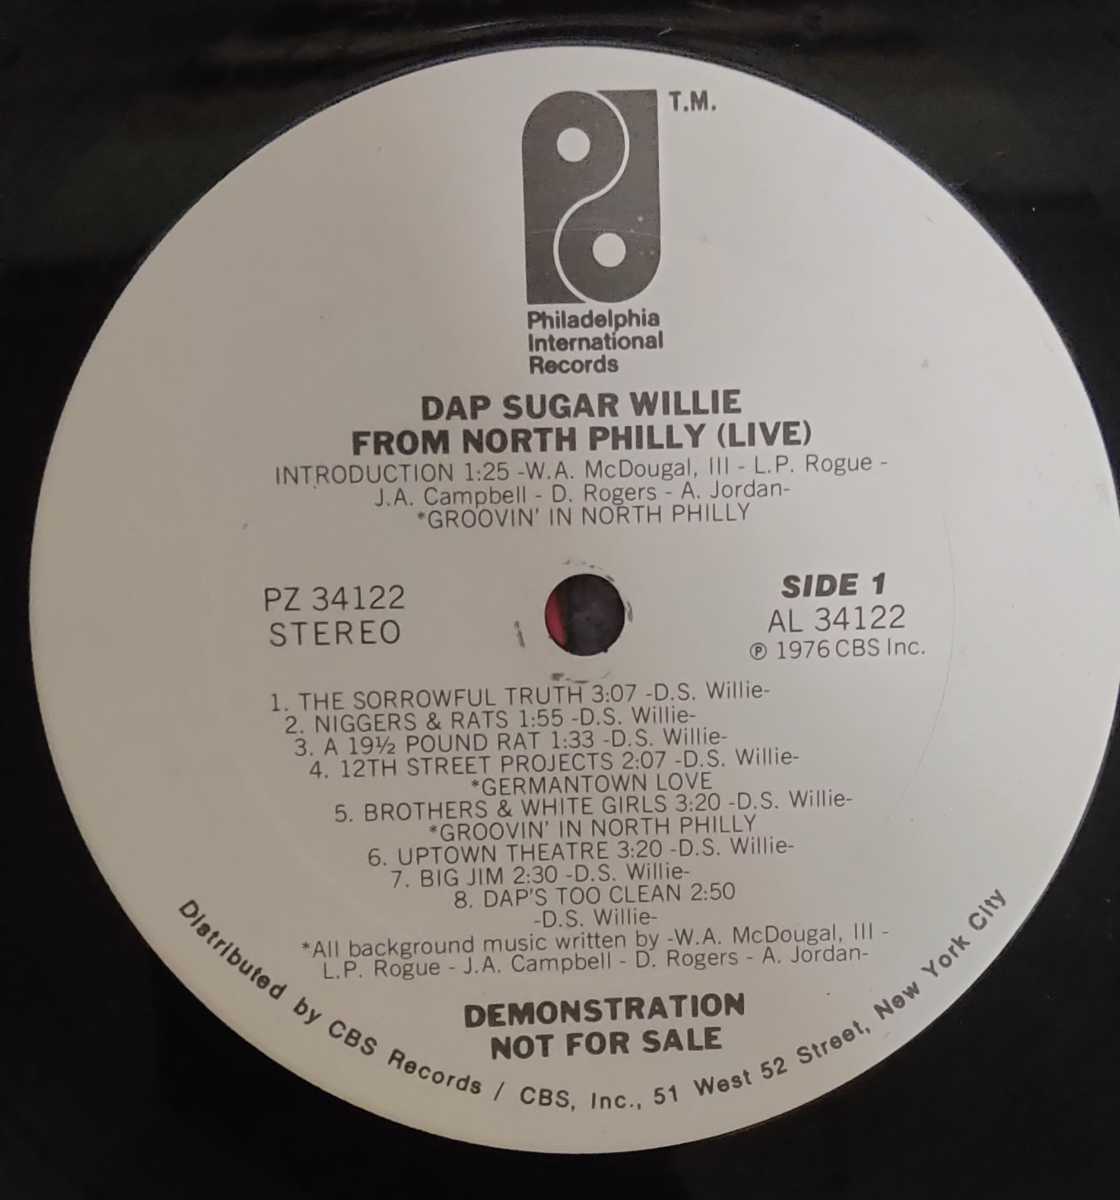 T.M.
Philadelphia
International
Records
DAP SUGAR WILLIE
FROM NORTH PHILLY (LIVE)
INTRODUCTION 1:25 -W.A. McDougal, III - L.P. Rogue -
J.A. Campbell - D. Rogers - A. Jordan-
*GROOVIN' IN NORTH PHILLY
PZ 34122
STEREO
SIDE 1
AL 34122
℗ 1976 CBS Inc.
1. THE SORROWFUL TRUTH 3:07 -D.S. Willie-
2. NIGGERS & RATS 1:55 -D.S. Willie-
3. A 19½ POUND RAT 1:33 -D.S. Willie-
4. 12TH STREET PROJECTS 2:07 -D.S. Willie-
*GERMANTOWN LOVE
5. BROTHERS & WHITE GIRLS 3:20 -D.S. Willie-
*GROOVIN' IN NORTH PHILLY
6. UPTOWN THEATRE 3:20 -D.S. Willie-
7. BIG JIM 2:30 -D.S. Willie-
8. DAP'S TOO CLEAN 2:50
-D.S. Willie-
*All background music written by -W.A. McDougal, III -
L.P. Rogue - J.A. Campbell - D. Rogers - A. Jordan-
DEMONSTRATION
NOT FOR SALE
Distributed by CBS Records / CBS, Inc., 51 West 52 Street, New York City